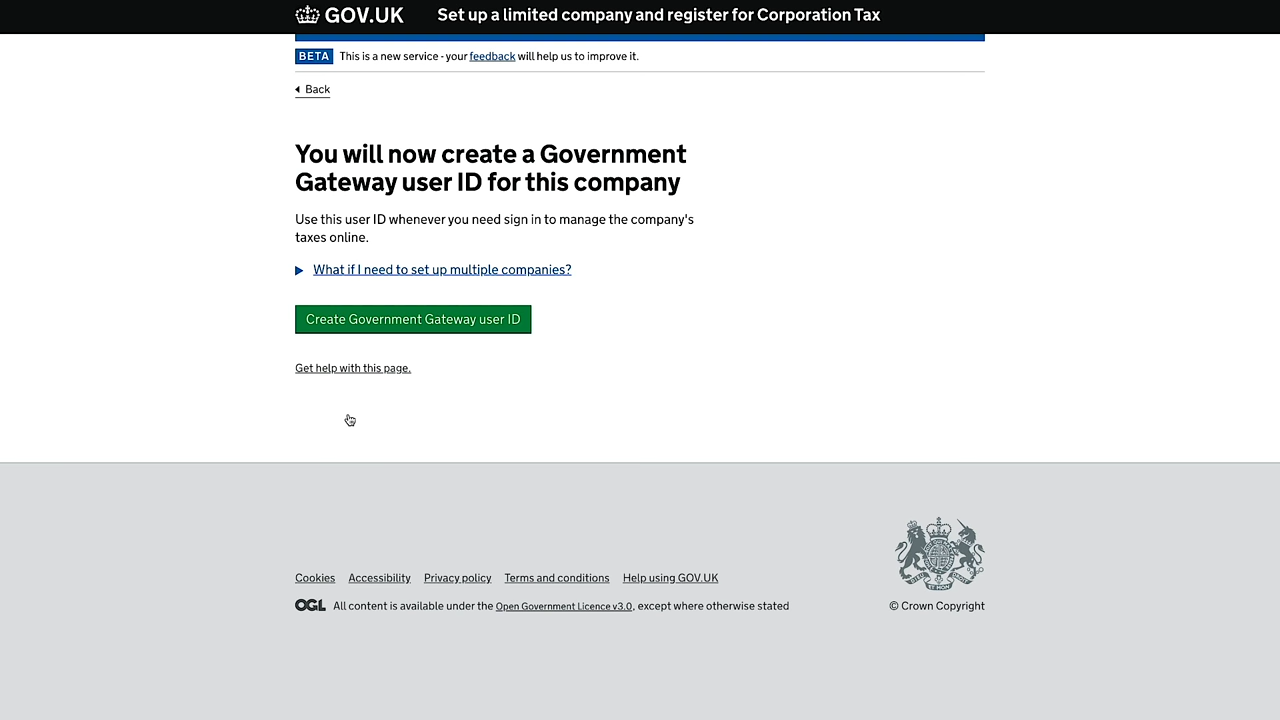 GOV.UK Set up a limited company and register for Corporation Tax
BETA This is a new service - your feedback will help us to improve it.
Back
You will now create a Government
Gateway user ID for this company
Use this user ID whenever you need sign in to manage the company's
taxes online.
What if I need to set up multiple companies?
Create Government Gateway user ID
Get help with this page.
Cookies Accessibility Privacy policy Terms and conditions Help using GOV.UK
OGL All content is available under the Open Government Licence v3.0, except where otherwise stated
© Crown Copyright